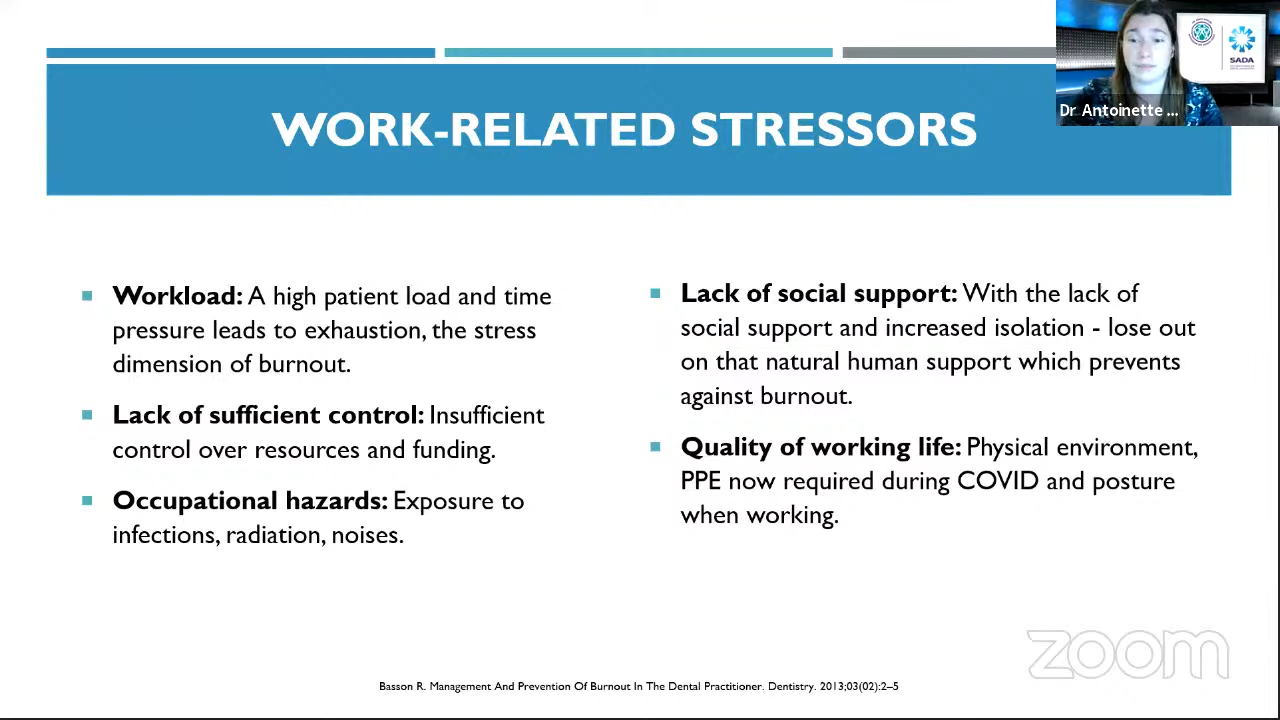 WORK-RELATED STRESSORS
SADA
Dr Antoinette ...
Workload: A high patient load and time
pressure leads to exhaustion, the stress
dimension of burnout.
Lack of sufficient control: Insufficient
control over resources and funding.
Occupational hazards: Exposure to
infections, radiation, noises.
Lack of social support: With the lack of
social support and increased isolation - lose out
on that natural human support which prevents
against burnout.
Quality of working life: Physical environment,
PPE now required during COVID and posture
when working.
zoom
Basson R. Management And Prevention Of Burnout In The Dental Practitioner. Dentistry. 2013;03(02):2–5